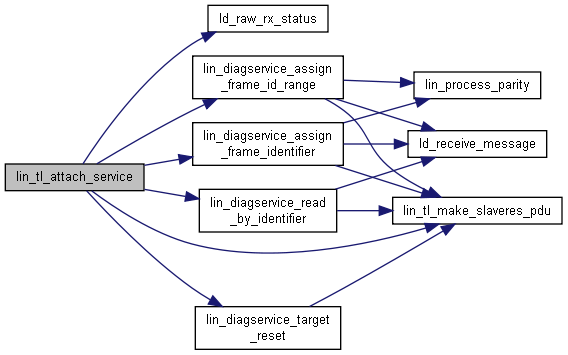 ld_raw_rx_status
lin_diagservice_assign
_frame_id_range
lin_process_parity
lin_diagservice_assign
_frame_identifier
ld_receive_message
lin_tl_attach_service
lin_diagservice_read
_by_identifier
lin_tl_make_slaveres_pdu
lin_diagservice_target
_reset